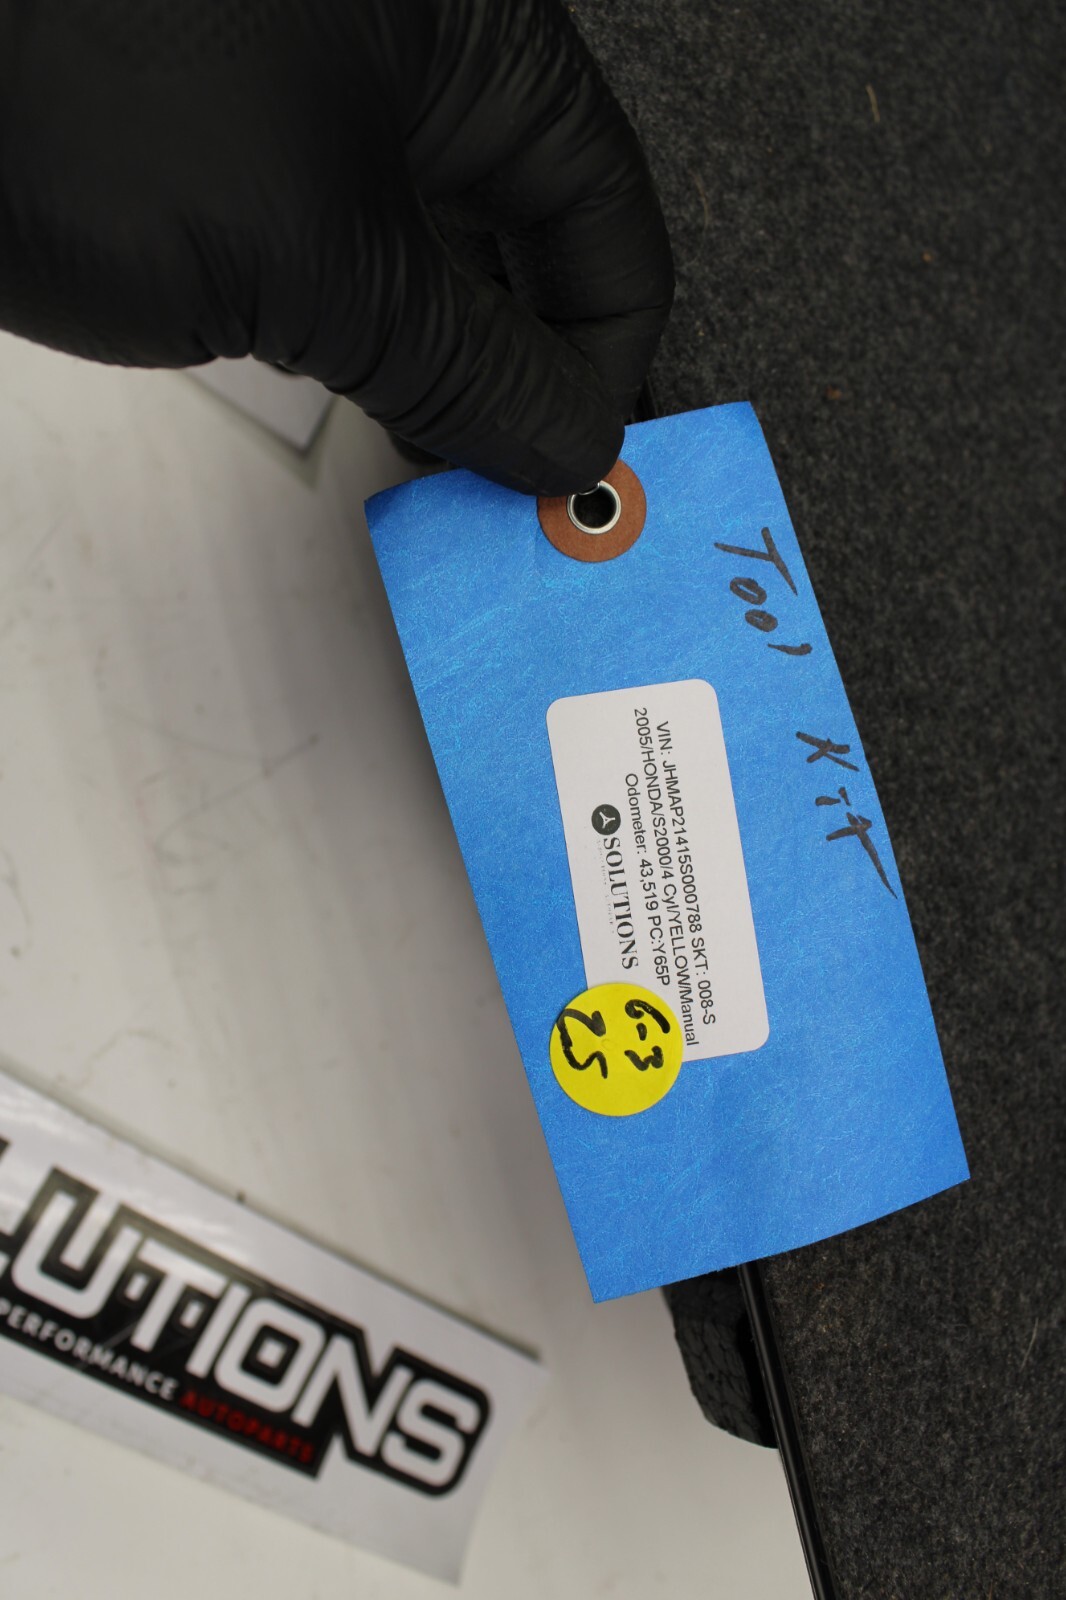 Tool Kit
VIN: JHMAP21415S000788 SKT: 008-S
2005/HONDA/S2000/4 Cyl/YELLOW/Manual
Odometer: 43,519 PC:Y65P
SOLUTIONS
6-3
25
LUTIONS
PERFORMANCE AUTOPARTS